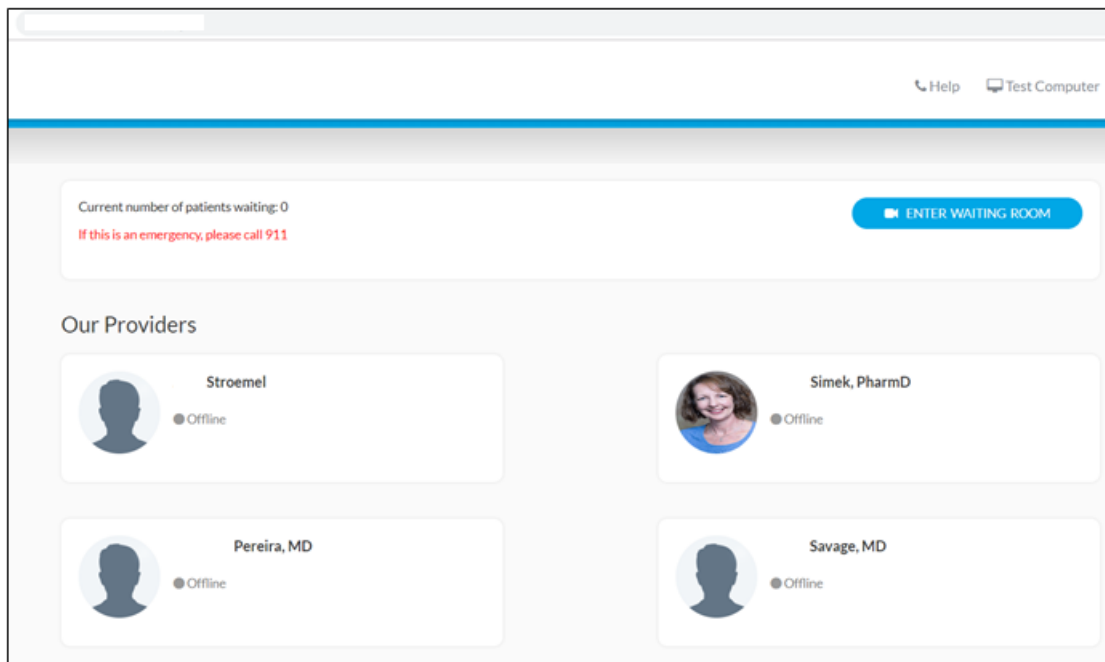 Help Test Computer
Current number of patients waiting: 0
ENTER WAITING ROOM
If this is an emergency, please call 911
Our Providers
Stroemel
Offline
Simek, PharmD
Offline
Pereira, MD
Offline
Savage, MD
Offline